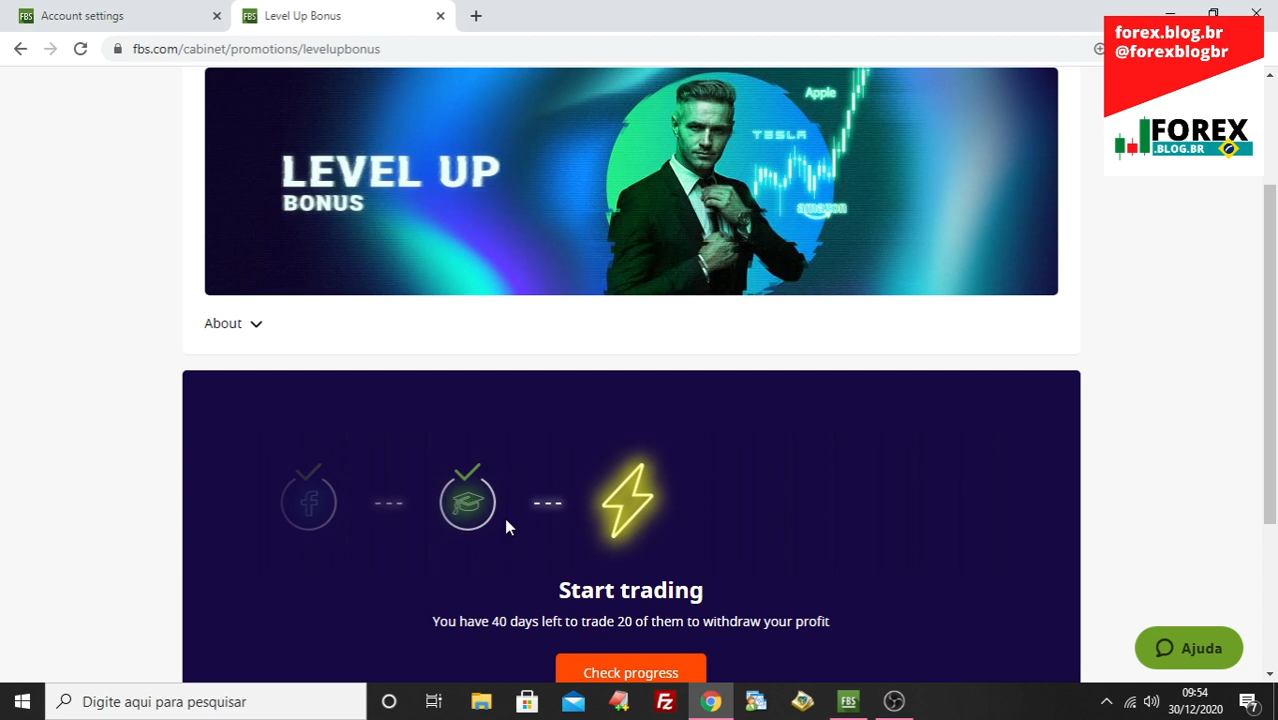 Account settings
Level Up Bonus
fbs.com/cabinet/promotions/levelupbonus
forex.blog.br
@forexblogbr
FOREX
.BLOG.BR
LEVEL UP
BONUS
Apple
TESLA
amazon
About
Start trading
You have 40 days left to trade 20 of them to withdraw your profit
Check progress
Ajuda
Digite aqui para pesquisar
FBS
09:54
30/12/2020
7